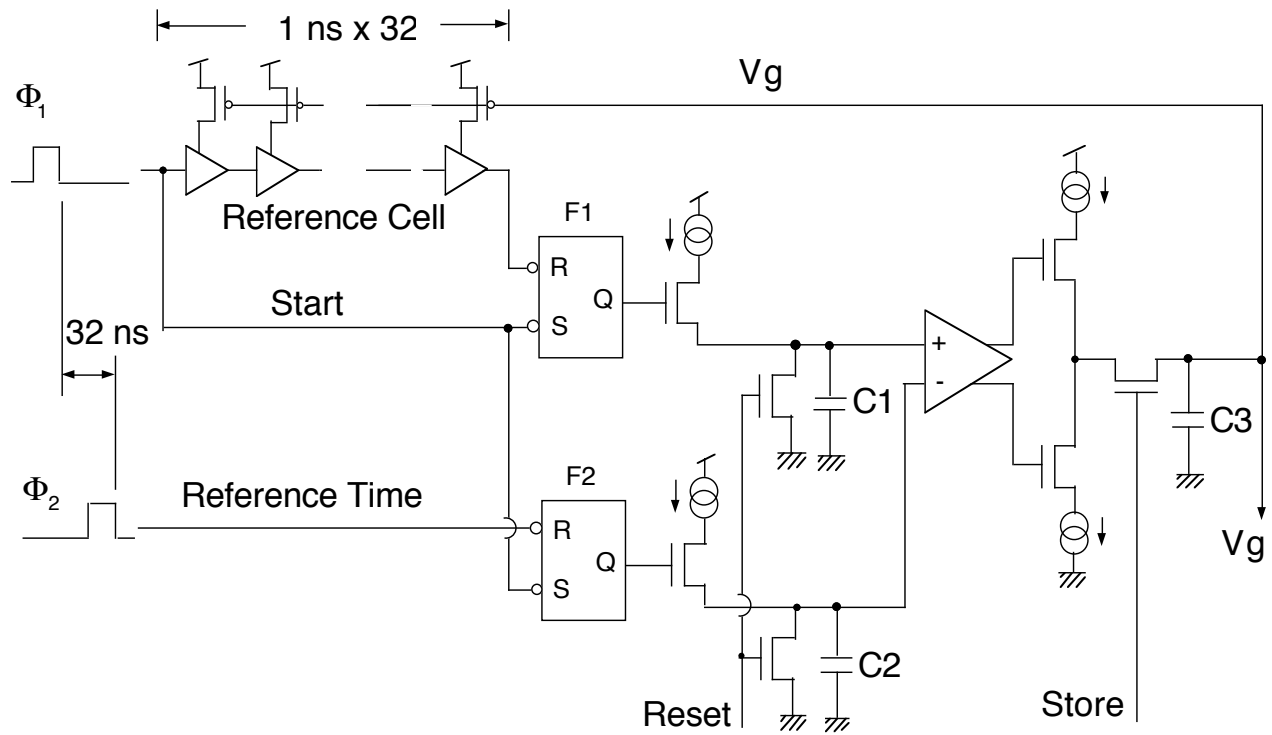 1 ns x 32
Vg
Φ1
Reference Cell
F1
R
Q
S
Start
32 ns
+
-
C1
C3
Φ2
Reference Time
F2
R
Q
S
C2
Vg
Reset
Store